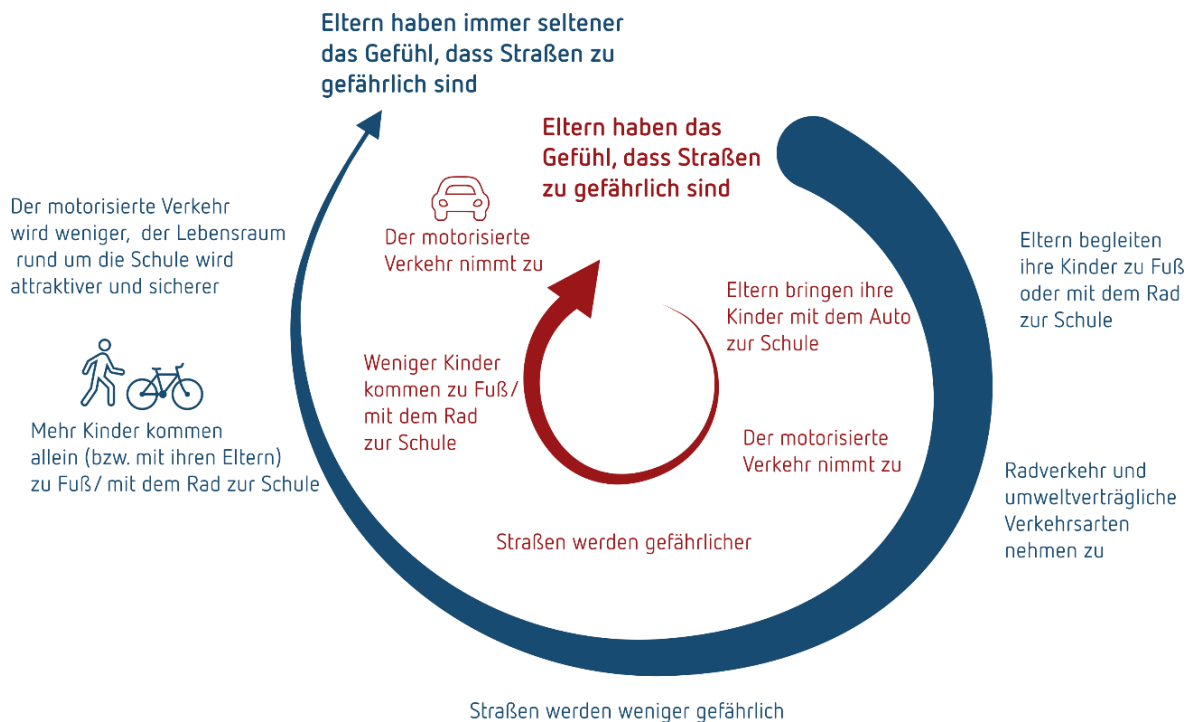 Eltern haben immer seltener
das Gefühl, dass Straßen zu
gefährlich sind
Eltern haben das
Gefühl, dass Straßen
zu gefährlich sind
Eltern bringen ihre
Kinder mit dem Auto
zur Schule
Der motorisierte
Verkehr nimmt zu
Straßen werden gefährlicher
Weniger Kinder
kommen zu Fuß/
mit dem Rad
zur Schule
Der motorisierte
Verkehr nimmt zu
Eltern begleiten
ihre Kinder zu Fuß
oder mit dem Rad
zur Schule
Radverkehr und
umweltverträgliche
Verkehrsarten
nehmen zu
Straßen werden weniger gefährlich
Mehr Kinder kommen
allein (bzw. mit ihren Eltern)
zu Fuß/ mit dem Rad zur Schule
Der motorisierte Verkehr
wird weniger, der Lebensraum
rund um die Schule wird
attraktiver und sicherer